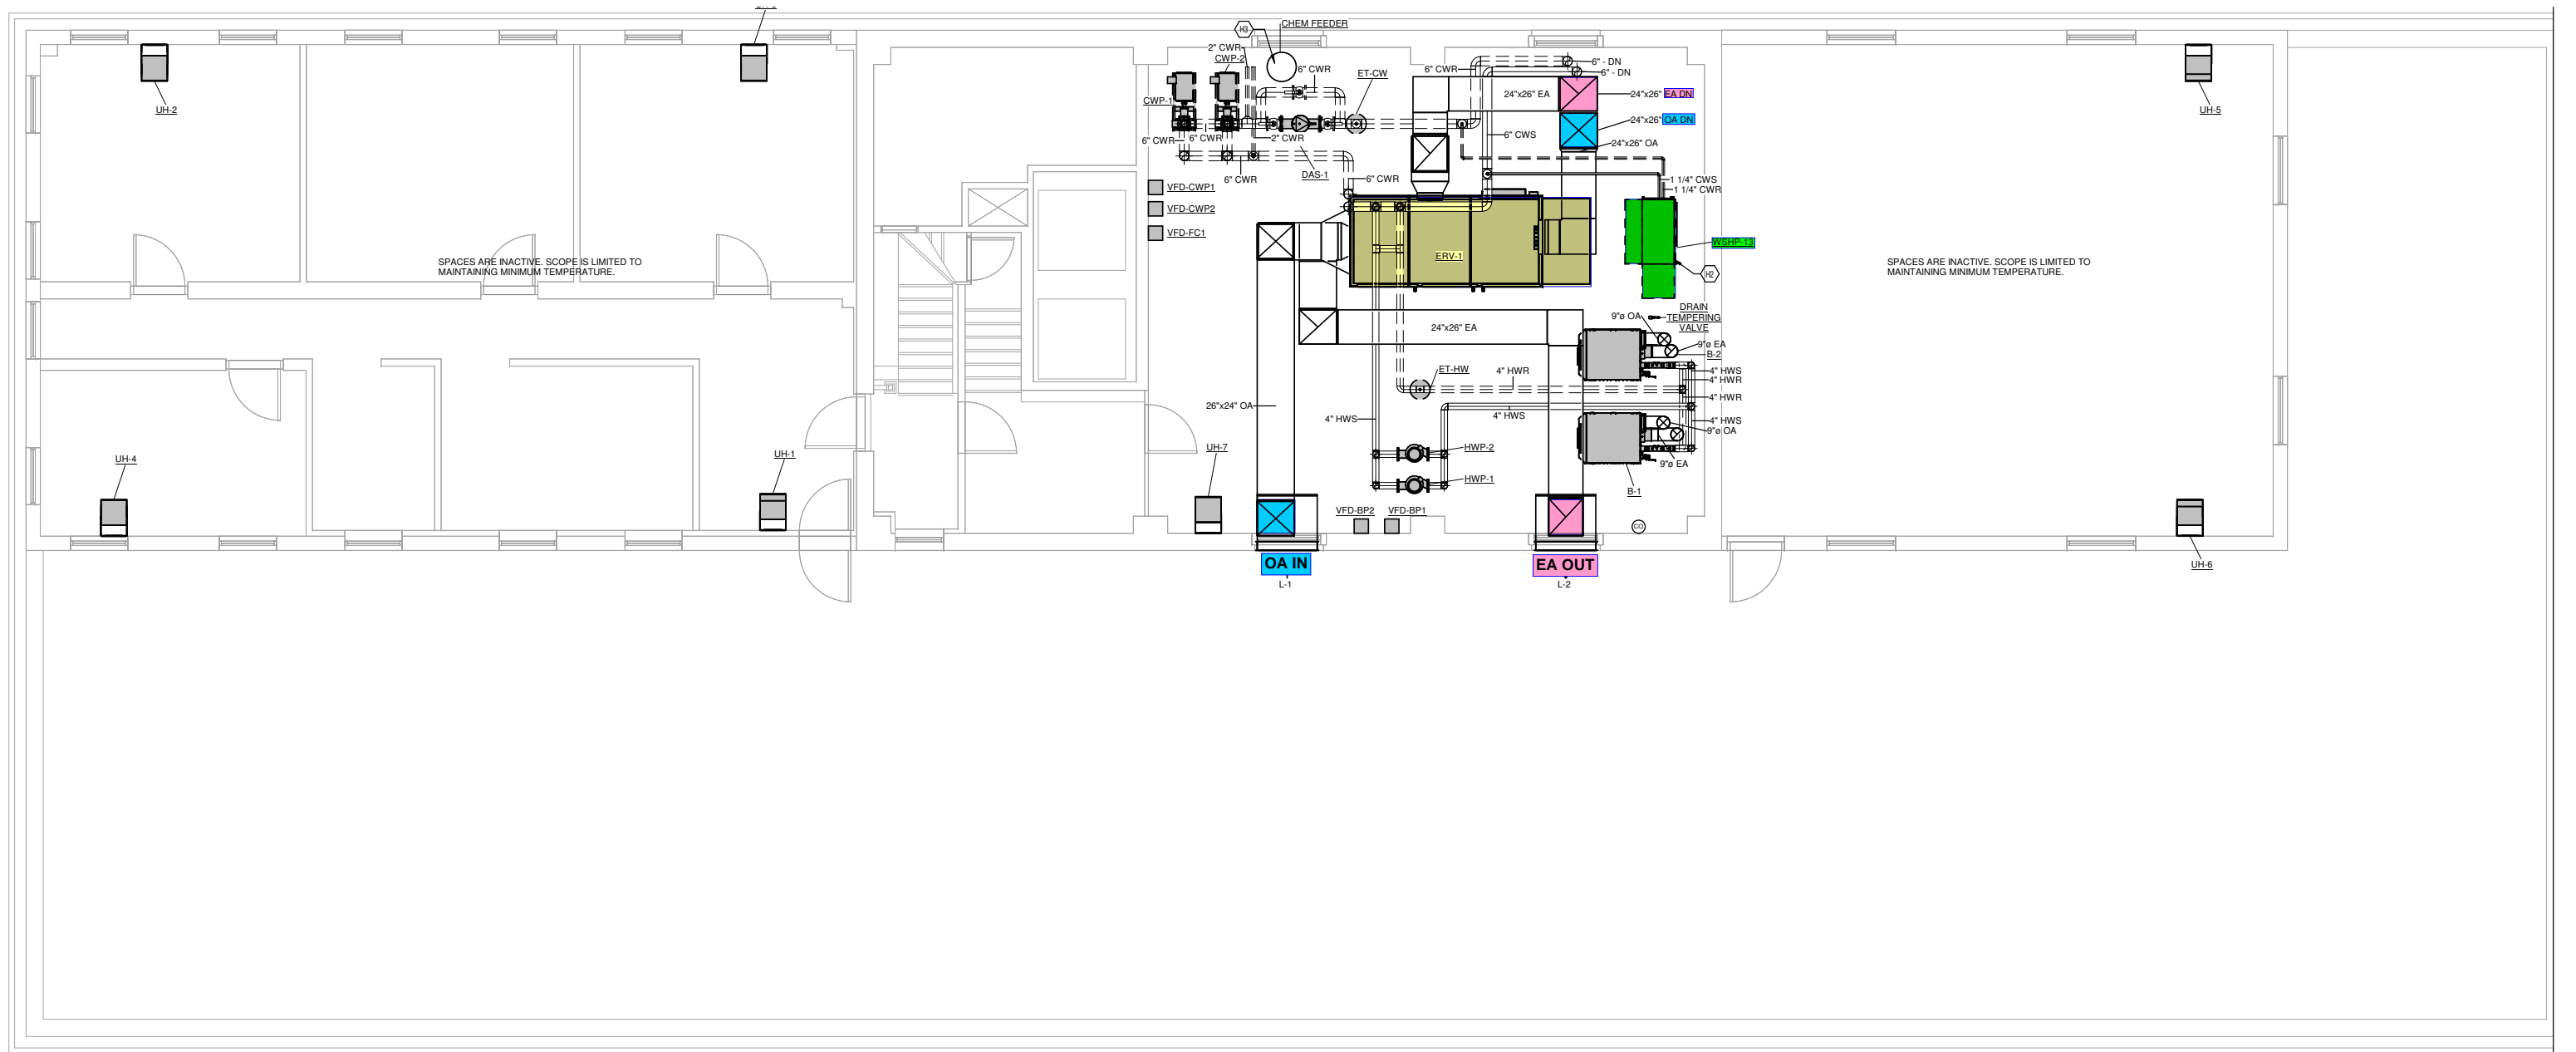 UH-2
SPACES ARE INACTIVE. SCOPE IS LIMITED TO
MAINTAINING MINIMUM TEMPERATURE.
UH-4
UH-1
H3
CHEM FEEDER
2" CWR
CWP-2
6" CWR
ET-CW
CWP-1
6" CWR
6" CWR
2" CWR
6" CWR
DAS-1
6" CWR
VFD-CWP1
VFD-CWP2
VFD-FC1
6" CWR
6" - DN
6" - DN
24"x26" EA
24"x26" EA DN
24"x26" OA DN
6" CWS
24"x26" OA
1 1/4" CWS
1 1/4" CWR
ERV-1
WSHP-13
H2
DRAIN
TEMPERING
VALVE
9"ø OA
9"ø EA
B-2
24"x26" EA
ET-HW
4" HWR
4" HWS
4" HWR
4" HWR
26"x24" OA
4" HWS
4" HWS
4" HWS
9"ø OA
9"ø EA
HWP-2
HWP-1
B-1
UH-7
VFD-BP2
VFD-BP1
CO
OA IN
L-1
EA OUT
L-2
UH-5
SPACES ARE INACTIVE. SCOPE IS LIMITED TO
MAINTAINING MINIMUM TEMPERATURE.
UH-6